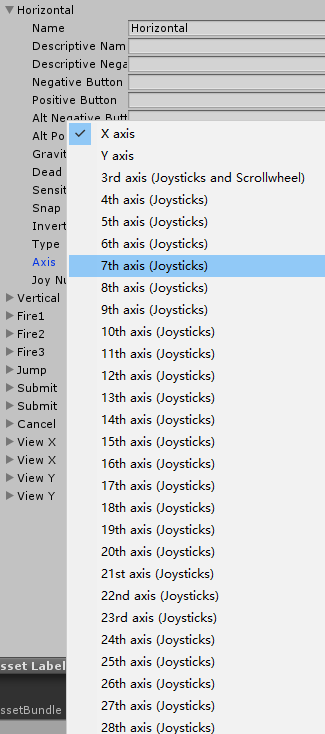 Horizontal
Name Horizontal
Descriptive Nam
Descriptive Nega
Negative Button
Positive Button
Alt Negative Butt
Alt Po
Gravit
Dead
Sensit
Snap
Invert
Type
Axis
Joy Nu
Vertical
Fire1
Fire2
Fire3
Jump
Submit
Submit
Cancel
View X
View X
View Y
View Y
sset Label
ssetBundle
X axis
Y axis
3rd axis (Joysticks and Scrollwheel)
4th axis (Joysticks)
5th axis (Joysticks)
6th axis (Joysticks)
7th axis (Joysticks)
8th axis (Joysticks)
9th axis (Joysticks)
10th axis (Joysticks)
11th axis (Joysticks)
12th axis (Joysticks)
13th axis (Joysticks)
14th axis (Joysticks)
15th axis (Joysticks)
16th axis (Joysticks)
17th axis (Joysticks)
18th axis (Joysticks)
19th axis (Joysticks)
20th axis (Joysticks)
21st axis (Joysticks)
22nd axis (Joysticks)
23rd axis (Joysticks)
24th axis (Joysticks)
25th axis (Joysticks)
26th axis (Joysticks)
27th axis (Joysticks)
28th axis (Joysticks)